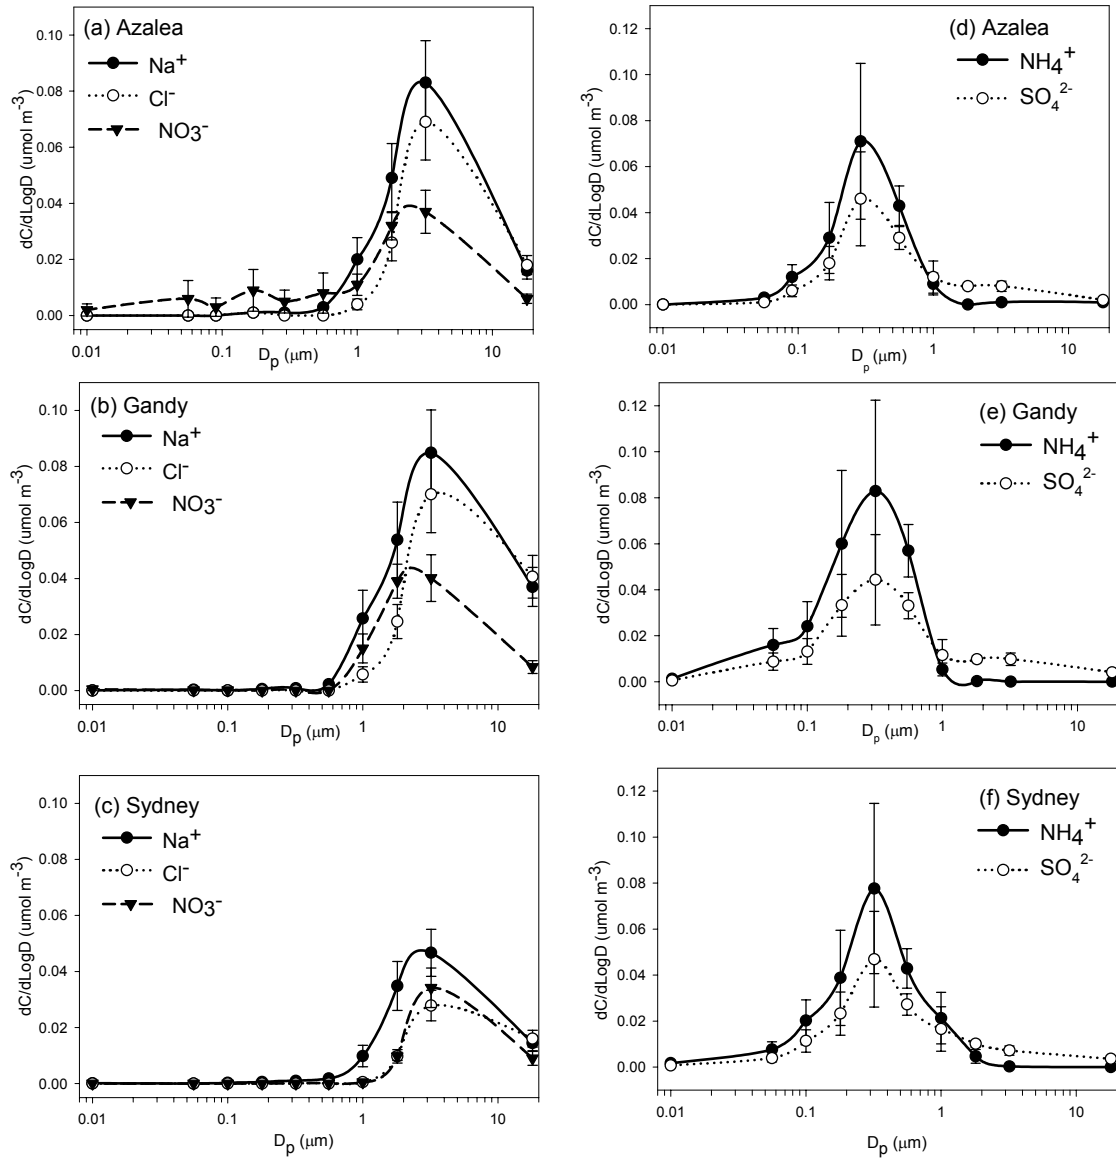 (a) Azalea
Na+
Cl-
NO3-
dC/dLogD (umol m-3)
0.10
0.08
0.06
0.04
0.02
0.00
0.01
0.1
1
10
Dp (μm)
(d) Azalea
NH4+
SO42-
dC/dLogD (umol m-3)
0.12
0.10
0.08
0.06
0.04
0.02
0.00
0.01
0.1
1
10
Dp (μm)
(b) Gandy
Na+
Cl-
NO3-
dC/dLogD (umol m-3)
0.10
0.08
0.06
0.04
0.02
0.00
0.01
0.1
1
10
Dp (μm)
(e) Gandy
NH4+
SO42-
dC/dLogD (umol m-3)
0.12
0.10
0.08
0.06
0.04
0.02
0.00
0.01
0.1
1
10
Dp (μm)
(c) Sydney
Na+
Cl-
NO3-
dC/dLogD (umol m-3)
0.10
0.08
0.06
0.04
0.02
0.00
0.01
0.1
1
10
Dp (μm)
(f) Sydney
NH4+
SO42-
dC/dLogD (umol m-3)
0.12
0.10
0.08
0.06
0.04
0.02
0.00
0.01
0.1
1
10
Dp (μm)